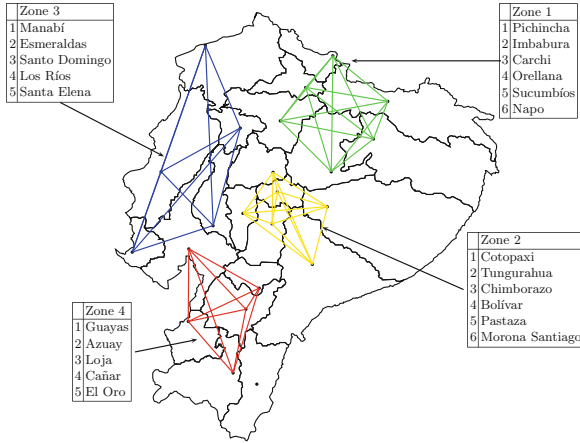 Zone 3
1 Manabí
2 Esmeraldas
3 Santo Domingo
4 Los Ríos
5 Santa Elena
Zone 1
1 Pichincha
2 Imbabura
3 Carchi
4 Orellana
5 Sucumbíos
6 Napo
Zone 2
1 Cotopaxi
2 Tungurahua
3 Chimborazo
4 Bolívar
5 Pastaza
6 Morona Santiago
Zone 4
1 Guayas
2 Azuay
3 Loja
4 Cañar
5 El Oro